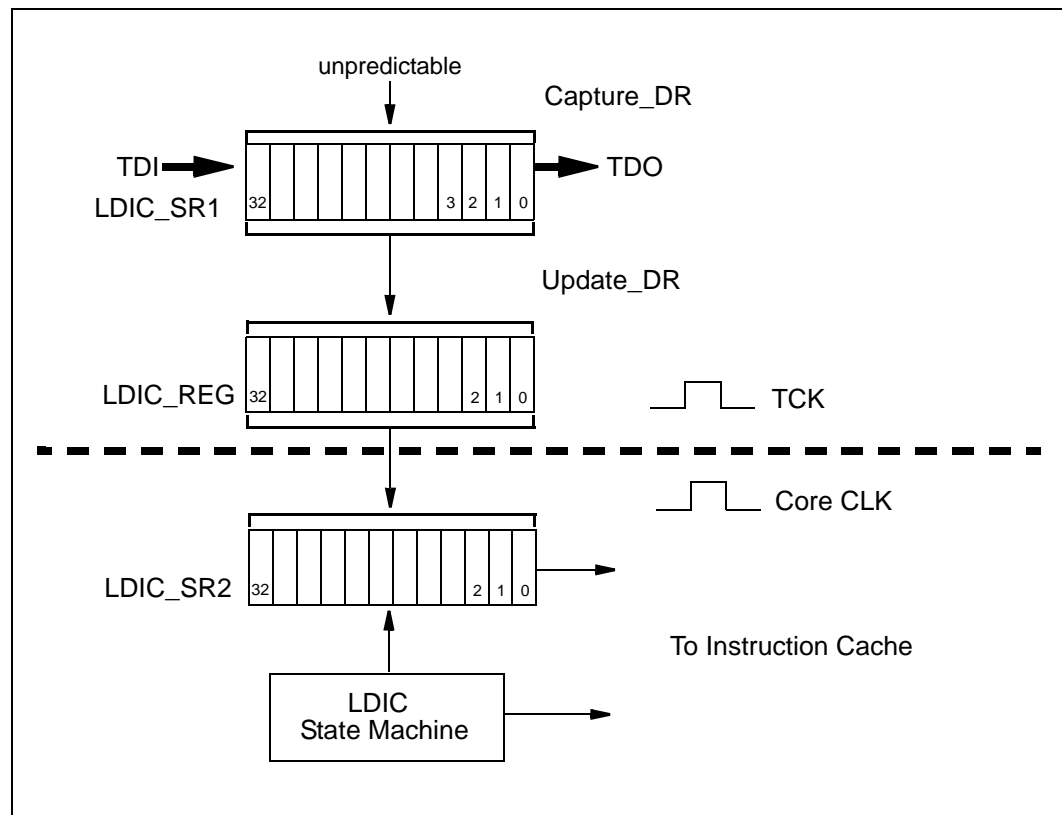 unpredictable
Capture_DR
TDI
TDO
32 3 2 1 0
LDIC_SR1
Update_DR
LDIC_REG
32 2 1 0
TCK
Core CLK
LDIC_SR2
32 2 1 0
To Instruction Cache
LDIC
State Machine